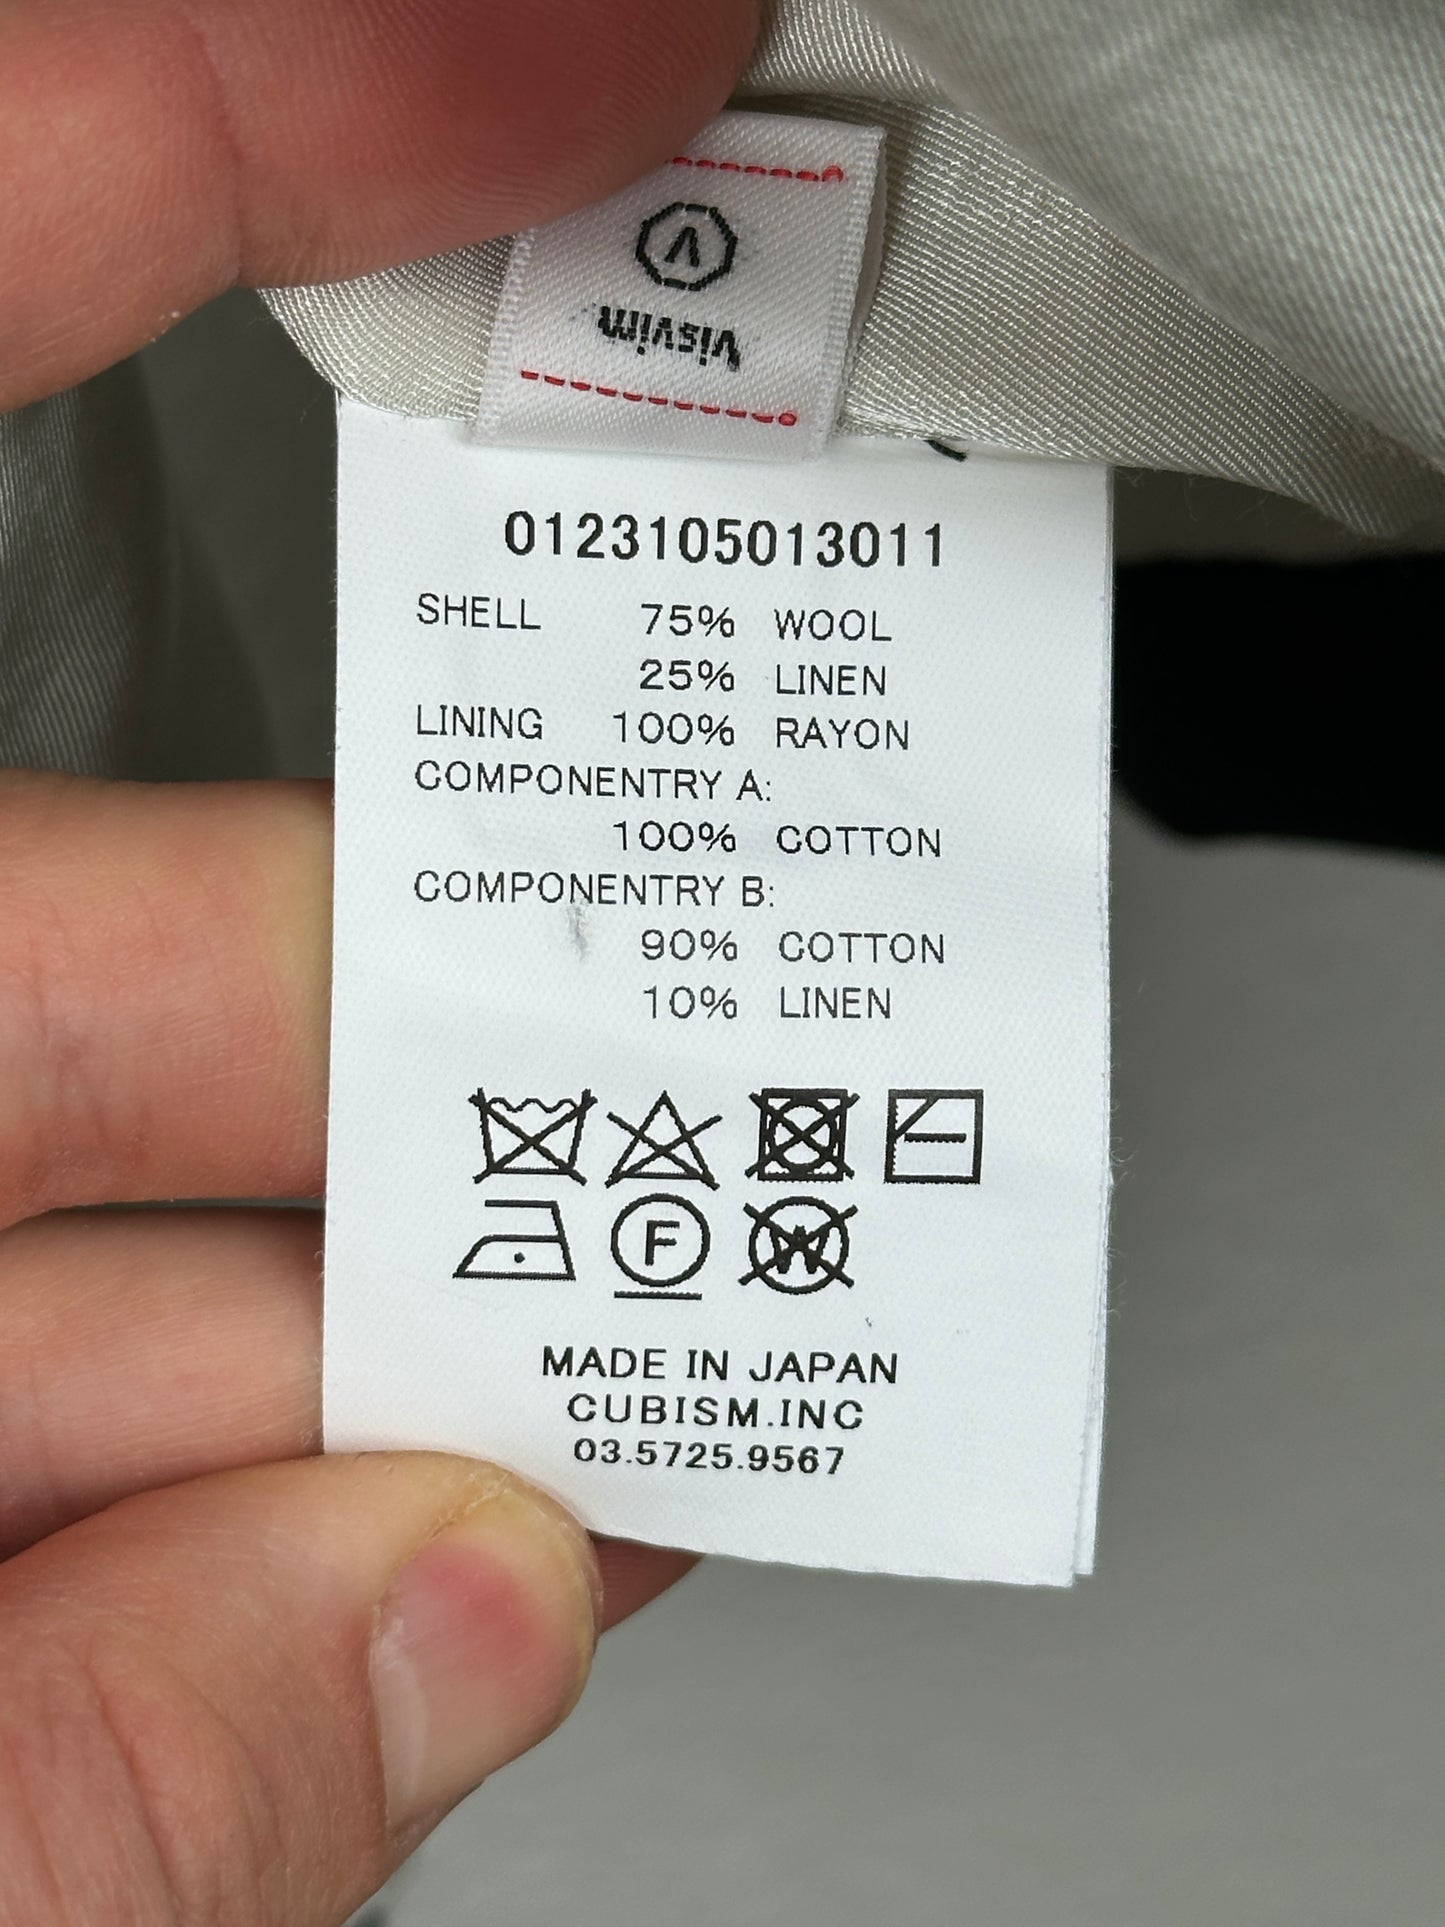 V
visvim
0123105013011
SHELL 75% WOOL
25% LINEN
LINING 100% RAYON
COMPONENTRY A:
100% COTTON
COMPONENTRY B:
90% COTTON
10% LINEN
F W
MADE IN JAPAN
CUBISM.INC
03.5725.9567